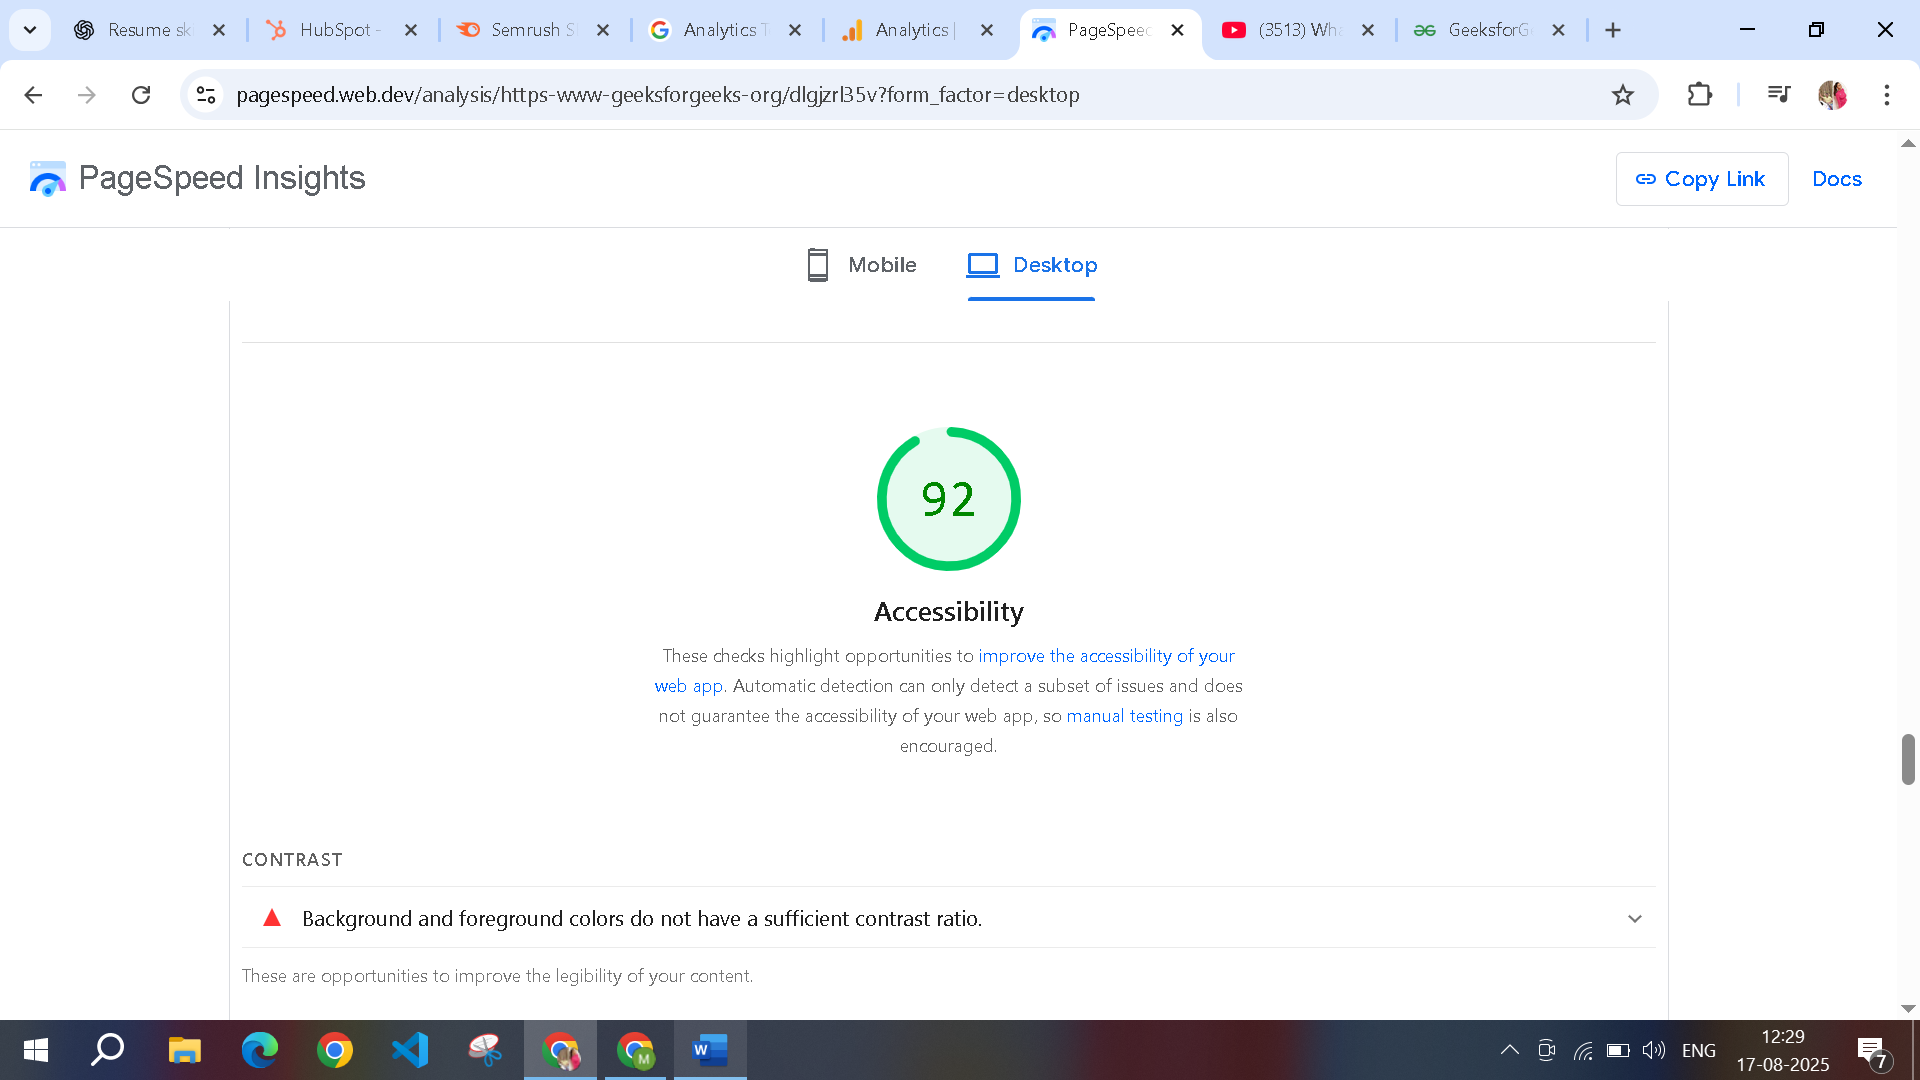 Resume sk
HubSpot -
Semrush S
Analytics T
Analytics |
PageSpeed
(3513) Wha
GeeksforG
pagespeed.web.dev/analysis/https-www-geeksforgeeks-org/dlgjzrl35v?form_factor=desktop
PageSpeed Insights
Copy Link
Docs
Mobile
Desktop
92
Accessibility
These checks highlight opportunities to improve the accessibility of your
web app. Automatic detection can only detect a subset of issues and does
not guarantee the accessibility of your web app, so manual testing is also
encouraged.
CONTRAST
Background and foreground colors do not have a sufficient contrast ratio.
These are opportunities to improve the legibility of your content.
M
W
ENG
12:29
17-08-2025
7